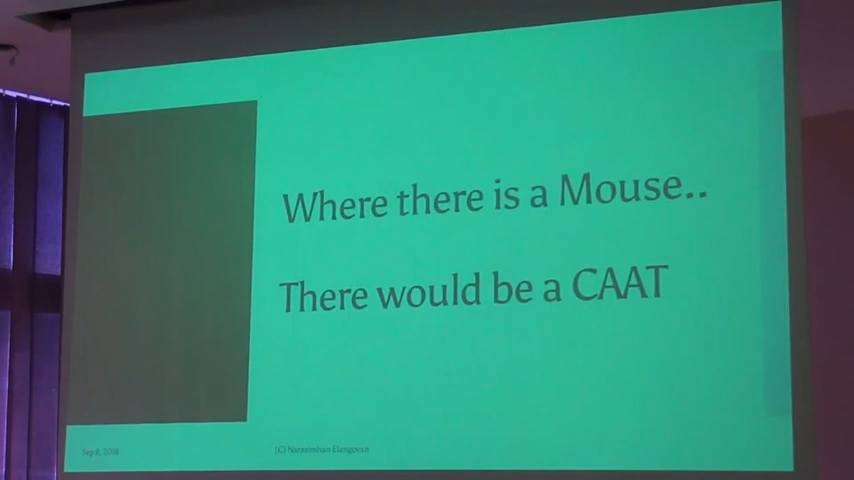 Where there is a Mouse..
There would be a CAAT
Sep 8, 2018
(C) Narasimhan Elangovan